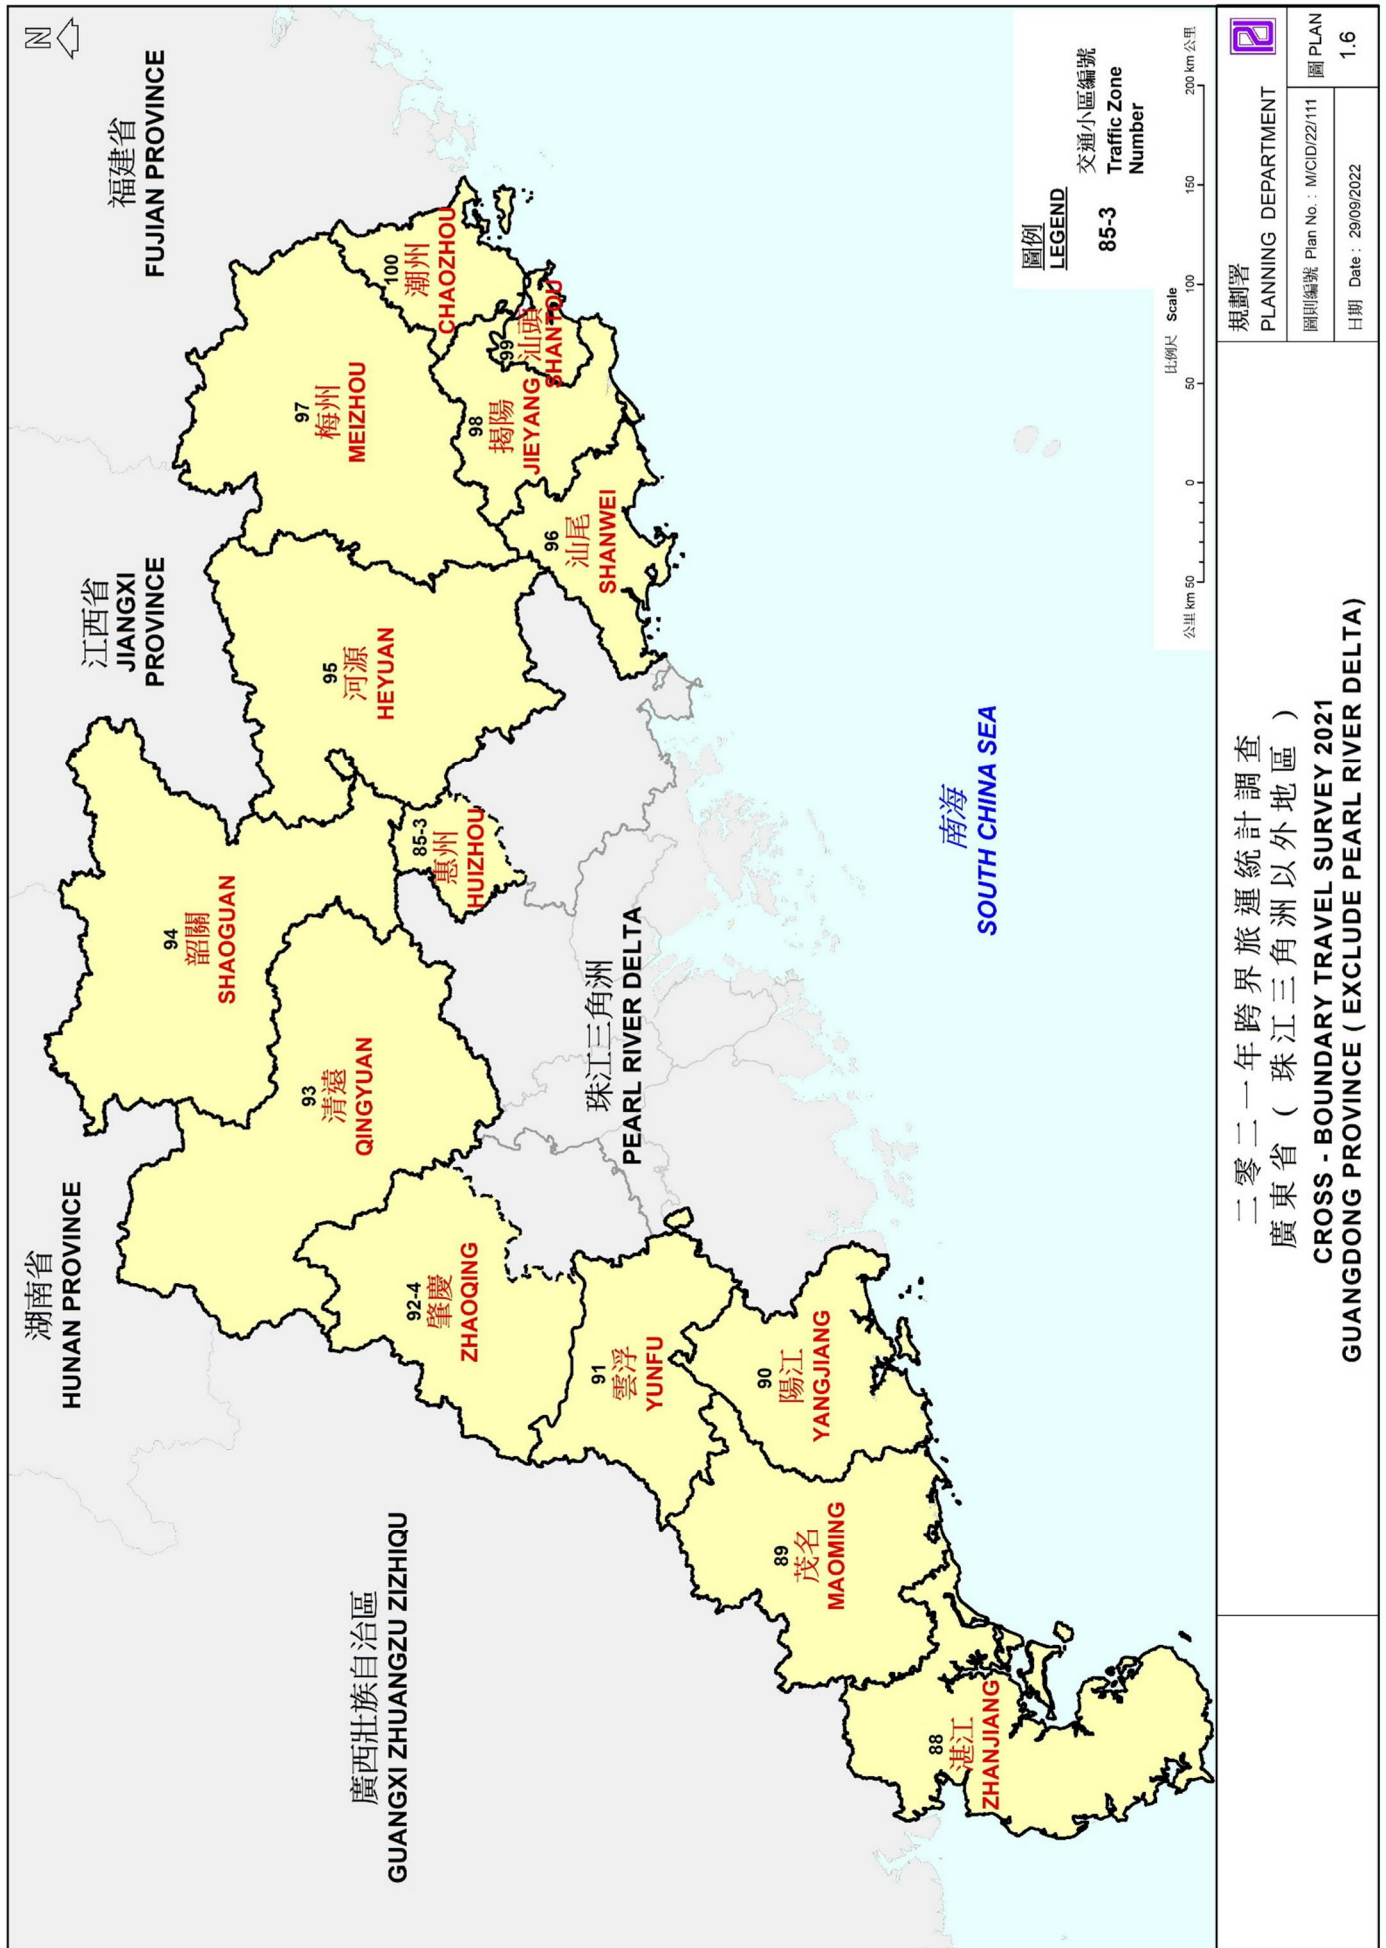 N
湖南省
HUNAN PROVINCE
江西省
JIANGXI
PROVINCE
福建省
FUJIAN PROVINCE
廣西壯族自治區
GUANGXI ZHUANGZU ZIZHIQU
94
韶關
SHAOGUAN
93
清遠
QINGYUAN
95
河源
HEYUAN
97
梅州
MEIZHOU
100
潮州
CHAOZHOU
99
汕頭
SHANTOU
98
揭陽
JIEYANG
96
汕尾
SHANWEI
85-3
惠州
HUIZHOU
92-4
肇慶
ZHAOQING
91
雲浮
YUNFU
90
陽江
YANGJIANG
89
茂名
MAOMING
88
湛江
ZHANJIANG
珠江三角洲
PEARL RIVER DELTA
南海
SOUTH CHINA SEA
圖例
LEGEND
85-3
交通小區編號
Traffic Zone
Number
比例尺 Scale
公里 km 50 0 50 100 150 200 km 公里
二零二一年跨界旅運統計調查
廣東省（珠江三角洲以外地區）
CROSS - BOUNDARY TRAVEL SURVEY 2021
GUANGDONG PROVINCE ( EXCLUDE PEARL RIVER DELTA)
規劃署
PLANNING DEPARTMENT
圖則編號 Plan No. : M/CID/22/111
日期 Date : 29/09/2022
圖 PLAN
1.6